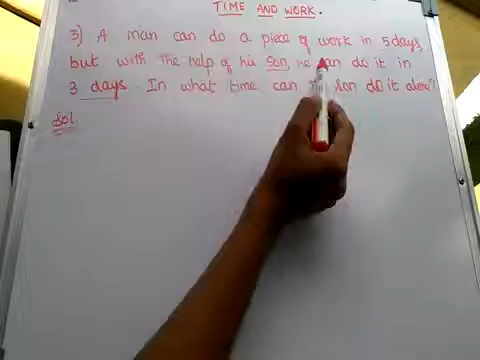 TIME AND WORK.
3) A man can do a piece of work in 5 days,
but with the help of his son, he can do it in
3 days. In what time can son do it alone?
Sol.